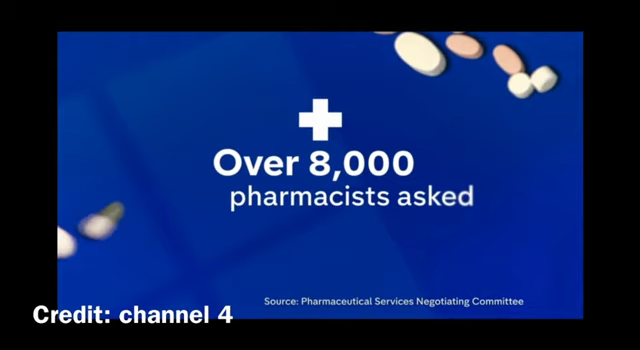 Over 8,000
pharmacists asked
Source: Pharmaceutical Services Negotiating Committee
Credit: channel 4